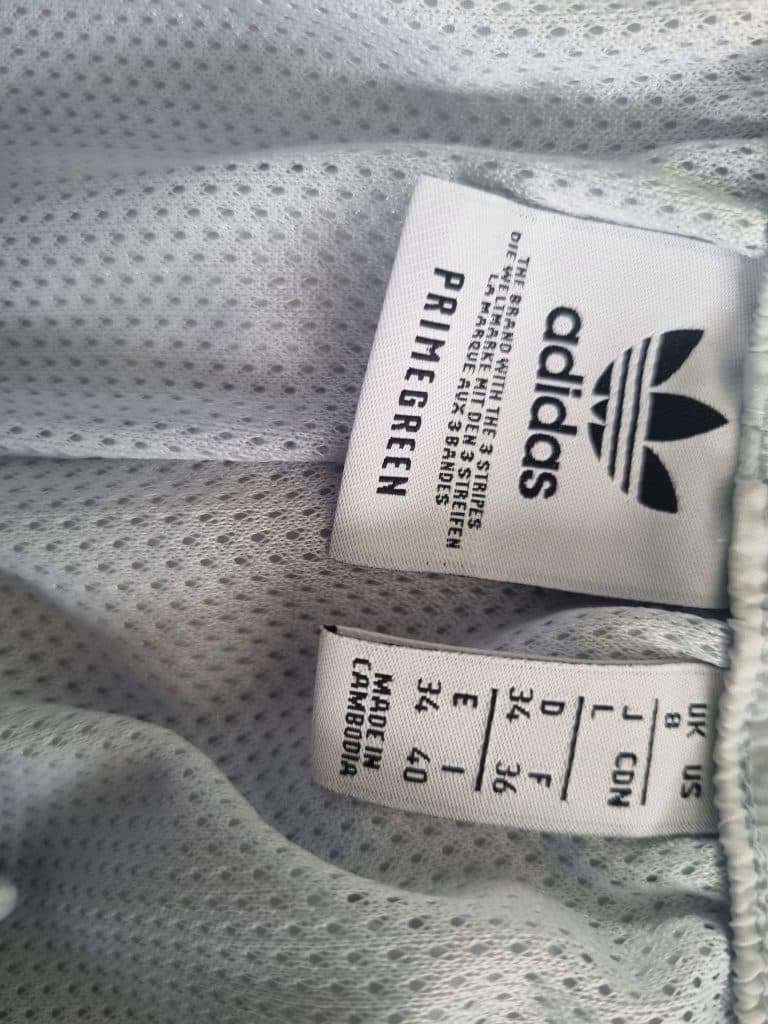 adidas
THE BRAND WITH THE 3 STRIPES
DIE WELTMARKE MIT DEN 3 STREIFEN
LA MARQUE AUX 3 BANDES
PRIMEGREEN
UK US
8
J CDN
L
D F
34 36
E I
34 40
MADE IN
CAMBODIA